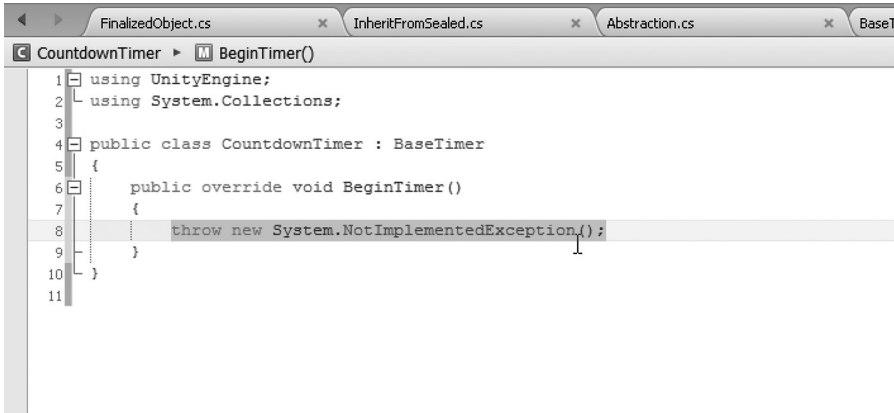 FinalizedObject.cs × InheritFromSealed.cs × Abstraction.cs × BaseT
C CountdownTimer ▸ M BeginTimer()
1 using UnityEngine;
2 using System.Collections;
3
4 public class CountdownTimer : BaseTimer
5 {
6 public override void BeginTimer()
7 {
8 throw new System.NotImplementedException();
9 }
10 }
11